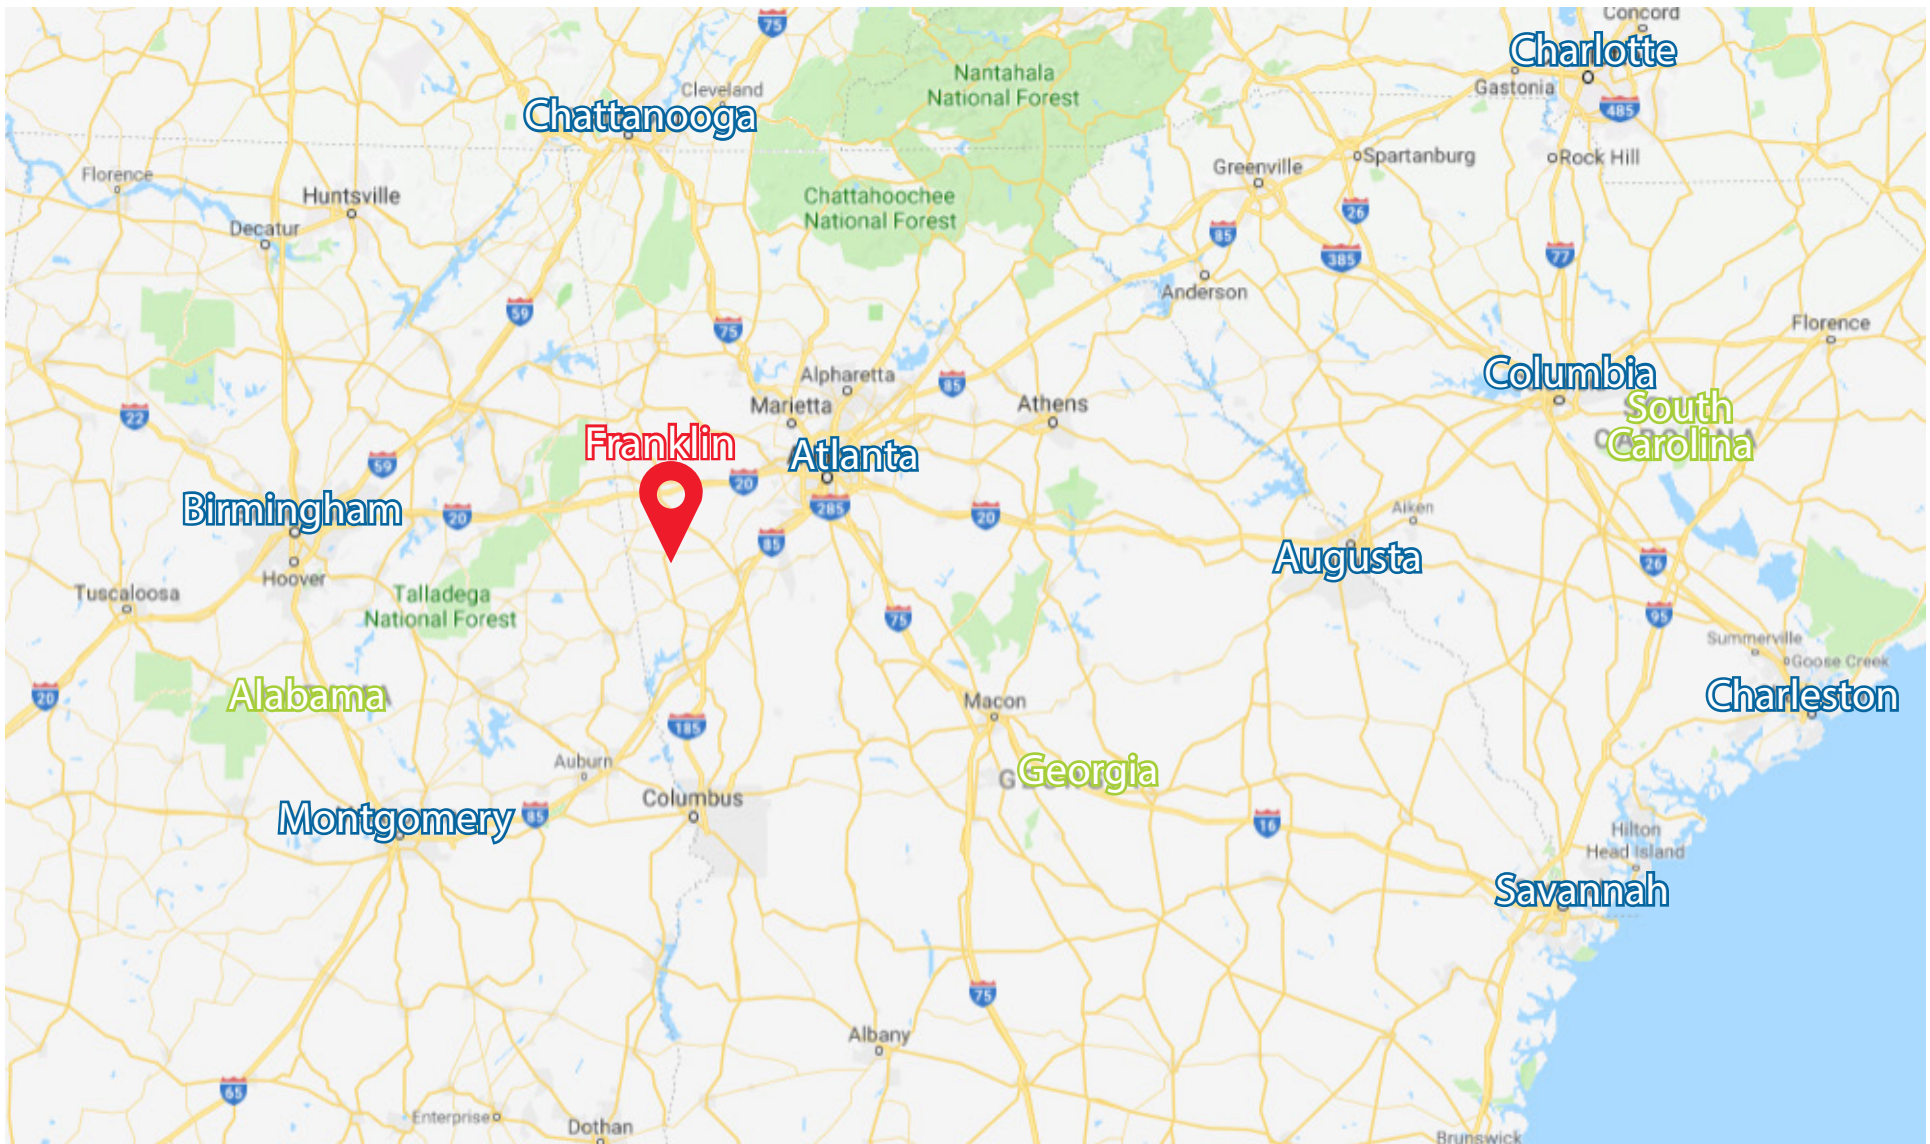 75
Concord
Charlotte
Gastonia
485
Nantahala
National Forest
Cleveland
Chattanooga
Spartanburg
Rock Hill
Greenville
Florence
Huntsville
Chattahoochee
National Forest
26
Decatur
85
385
77
Anderson
59
75
Florence
Alpharetta
85
Columbia
Marietta
Athens
22
South
Carolina
CAROLINA
Franklin
Atlanta
59
20
Birmingham
20
285
20
Aiken
85
Augusta
26
Hoover
Tuscaloosa
Talladega
National Forest
75
95
Summerville
Goose Creek
20
Alabama
Charleston
Macon
185
Auburn
Georgia
Columbus
Montgomery
85
16
Hilton
Head Island
Savannah
75
Albany
65
Enterprise
Dothan
Brunswick